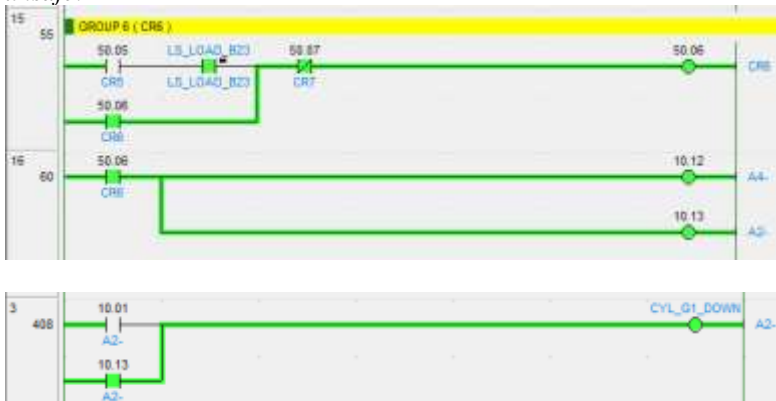 15
55
GROUP 6 ( CR6 )
50.05 LS_LOAD_B23 50.07 50.06
CR5 LS_LOAD_B23 CR7 CR6
50.06
CR6
16
60
50.06 10.12
CR6 A4-
10.13
A2-
3
408
10.01 CYL_G1_DOWN
A2- A2-
10.13
A2-